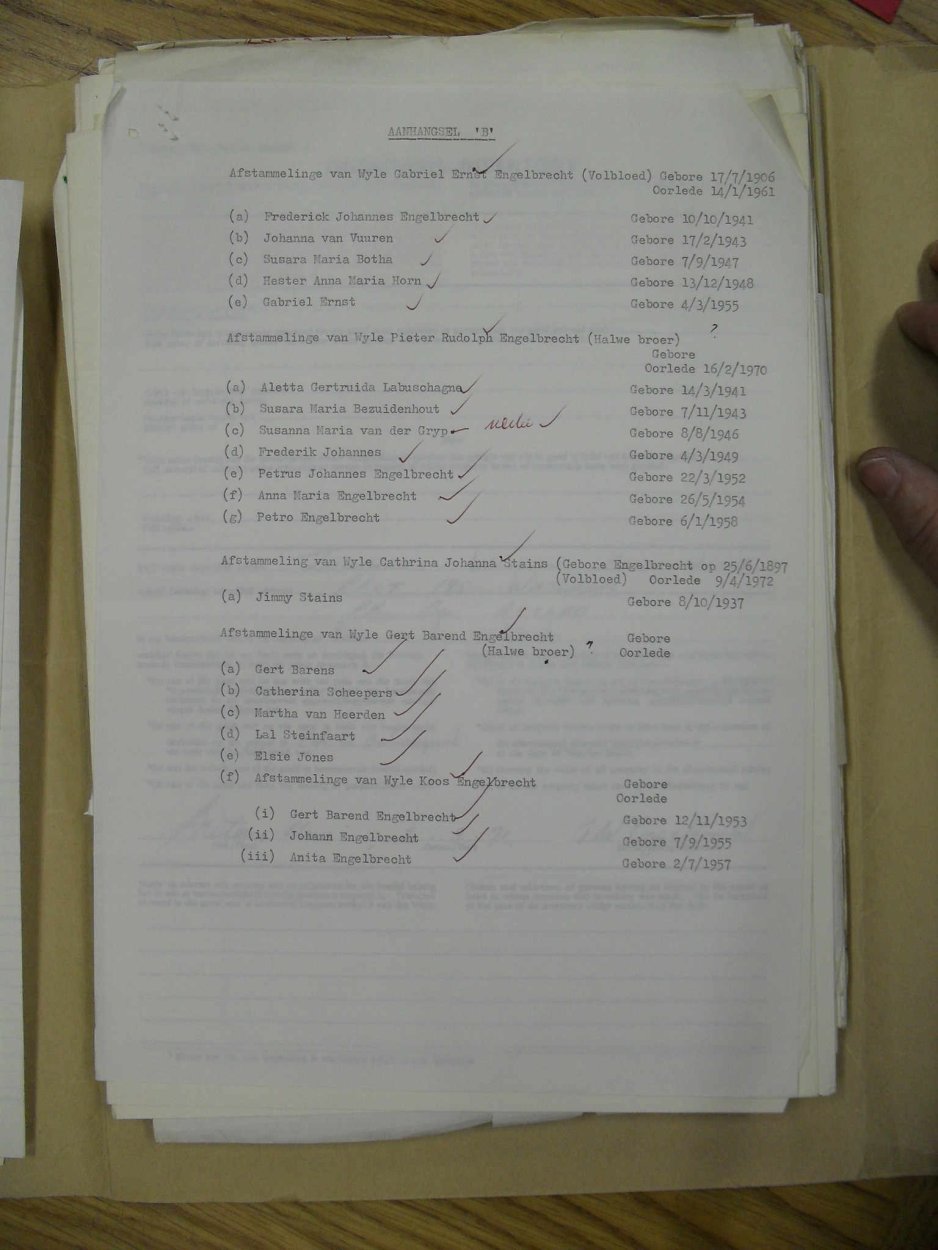 AANHANGSEL 'B'
Afstammelinge van Wyle Gabriel Ernst Engelbrecht (Volbloed) Gebore 17/7/1906
Oorlede 14/1/1961
(a) Frederick Johannes Engelbrecht Gebore 10/10/1941
(b) Johanna van Vuuren Gebore 17/2/1943
(c) Susara Maria Botha Gebore 7/9/1947
(d) Hester Anna Maria Horn Gebore 13/12/1948
(e) Gabriel Ernst Gebore 4/3/1955
Afstammelinge van Wyle Pieter Rudolph Engelbrecht (Halwe broer) ?
Gebore
Oorlede 16/2/1970
(a) Aletta Gertruida Labuschagne Gebore 14/3/1941
(b) Susara Maria Bezuidenhout Gebore 7/11/1943
(c) Susanna Maria van der Gryp Gebore 8/8/1946
(d) Frederik Johannes Gebore 4/3/1949
(e) Petrus Johannes Engelbrecht Gebore 22/3/1952
(f) Anna Maria Engelbrecht Gebore 26/5/1954
(g) Petro Engelbrecht Gebore 6/1/1958
Afstammeling van Wyle Cathrina Johanna Stains (Gebore Engelbrecht op 25/6/1897
(Volbloed) Oorlede 9/4/1972
(a) Jimmy Stains Gebore 8/10/1937
Afstammelinge van Wyle Gert Barend Engelbrecht Gebore
(Halwe broer) ? Oorlede
(a) Gert Barens
(b) Catherina Scheepers
(c) Martha van Heerden
(d) Lal Steinfaart
(e) Elsie Jones
(f) Afstammelinge van Wyle Koos Engelbrecht Gebore
Oorlede
(i) Gert Barend Engelbrecht Gebore 12/11/1953
(ii) Johann Engelbrecht Gebore 7/9/1955
(iii) Anita Engelbrecht Gebore 2/7/1957